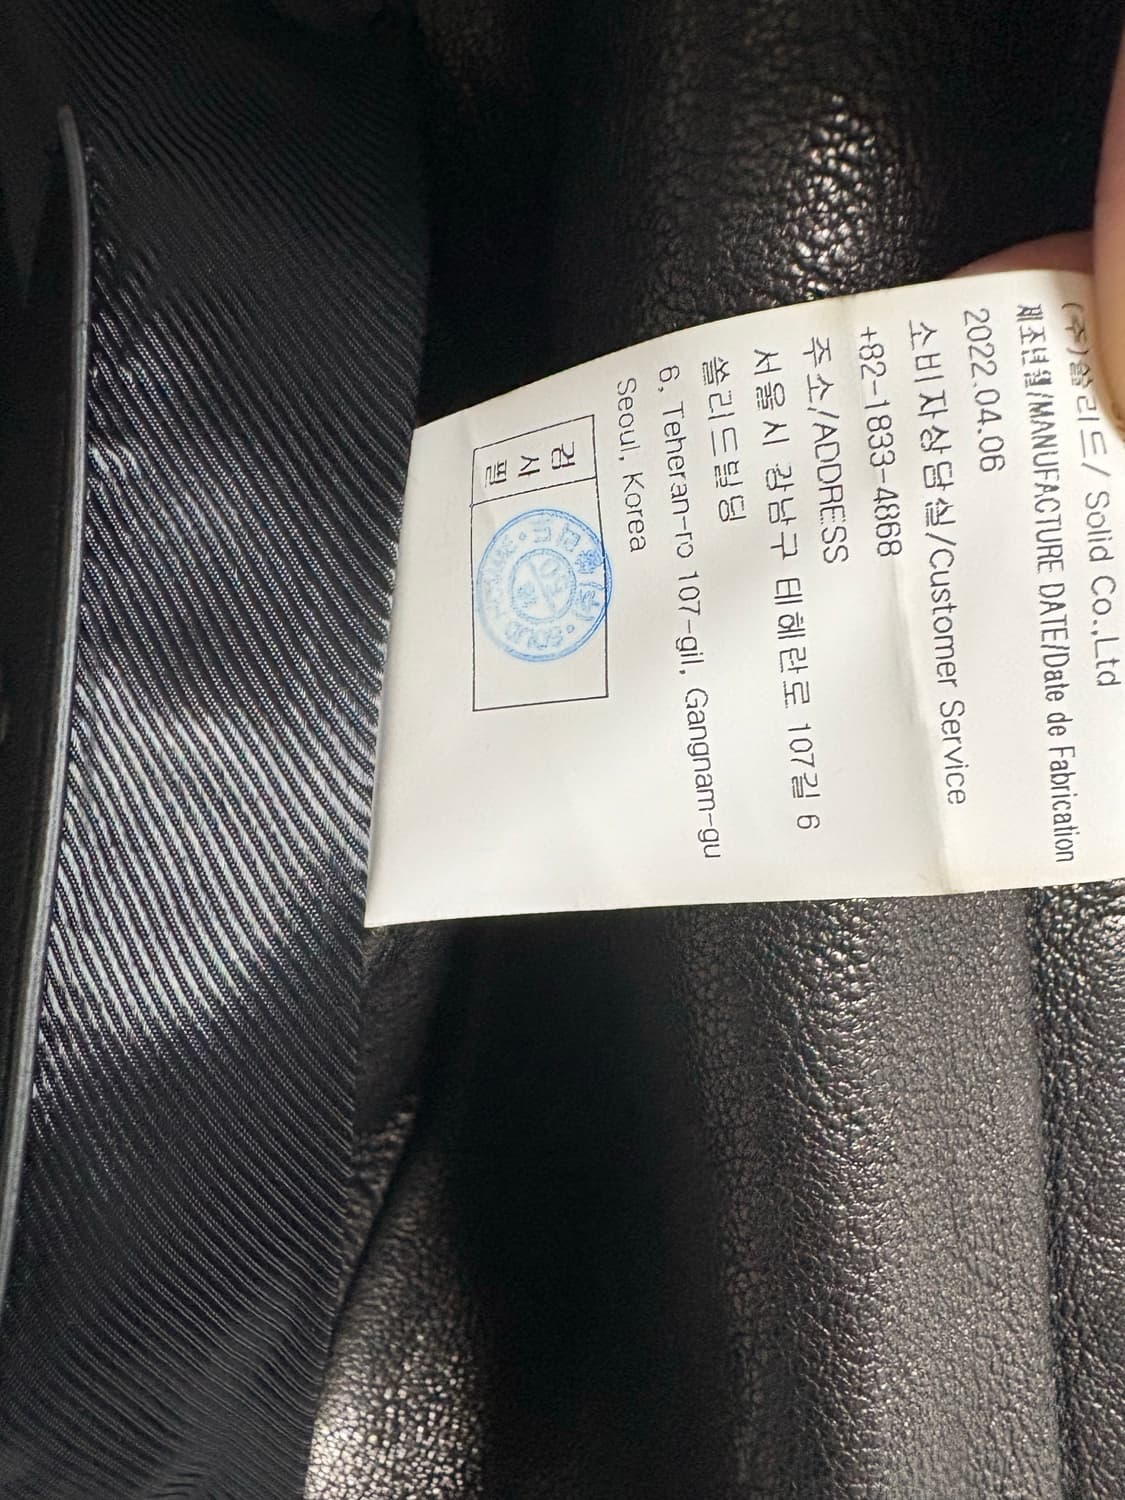 (주)쏠리드/ Solid Co.,Ltd
제조년월/MANUFACTURE DATE/Date de Fabrication
2022.04.06
소비자상담실/Customer Service
+82-1833-4868
주소/ADDRESS
서울시 강남구 테헤란로 107길 6
쏠리드빌딩
6, Teheran-ro 107-gil, Gangnam-gu
Seoul, Korea
검사필